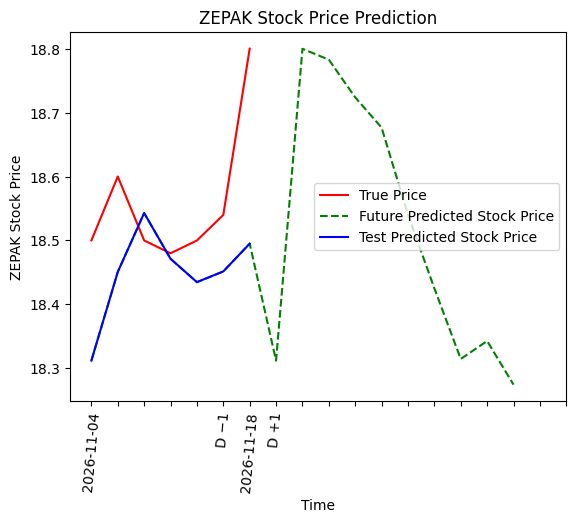 ZEPAK Stock Price Prediction
ZEPAK Stock Price
18.8
18.7
18.6
18.5
18.4
18.3
True Price
Future Predicted Stock Price
Test Predicted Stock Price
2026-11-04
D −1
2026-11-18
D +1
Time